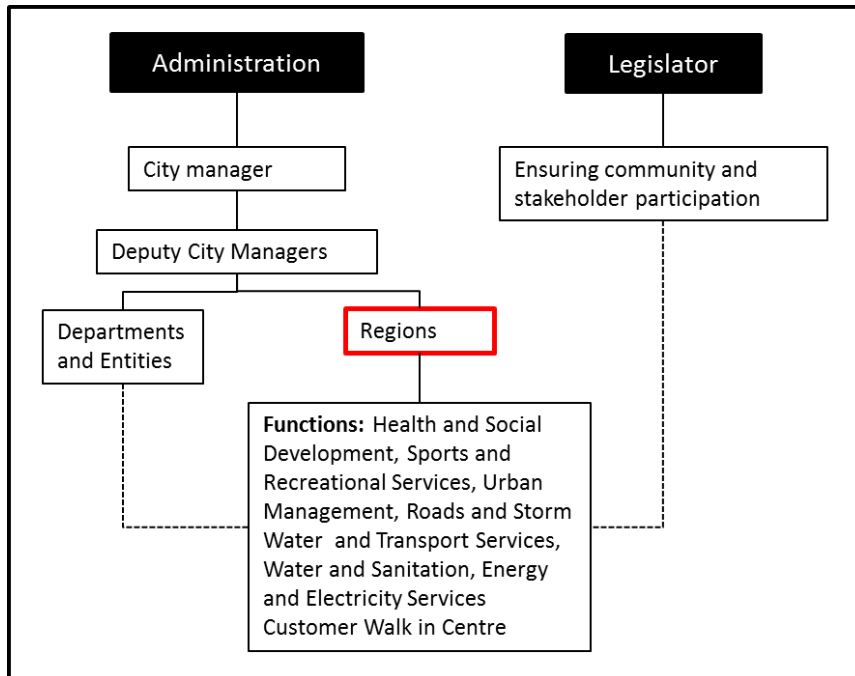 Administration
Legislator
City manager
Ensuring community and
stakeholder participation
Deputy City Managers
Departments
and Entities
Regions
Functions: Health and Social
Development, Sports and
Recreational Services, Urban
Management, Roads and Storm
Water and Transport Services,
Water and Sanitation, Energy
and Electricity Services
Customer Walk in Centre